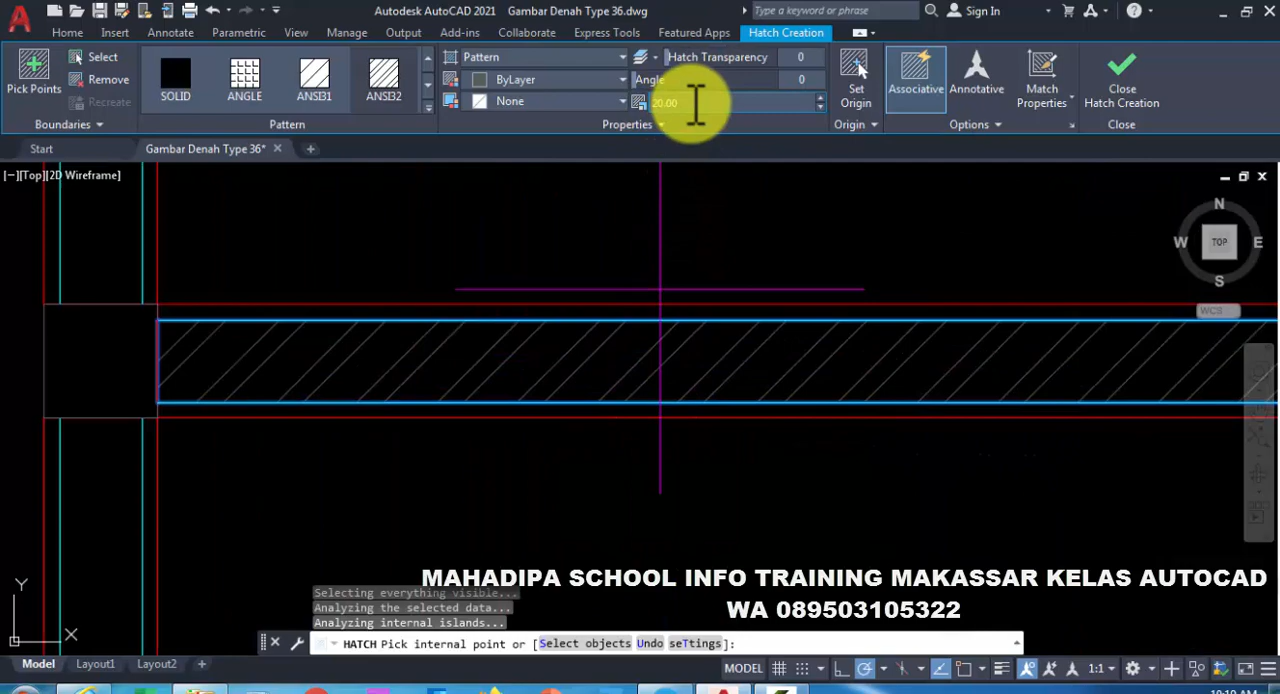 Autodesk AutoCAD 2021 Gambar Denah Type 36.dwg
Type a keyword or phrase
Sign In
Home Insert Annotate Parametric View Manage Output Add-ins Collaborate Express Tools Featured Apps Hatch Creation
Pick Points
Select
Remove
Recreate
Boundaries
SOLID
ANGLE
ANSI31
ANSI32
Pattern
Pattern
ByLayer
None
Hatch Transparency 0
Angle 0
20.00
Properties
Set
Origin
Origin
Associative
Annotative
Match
Properties
Options
Close
Hatch Creation
Close
Start
Gambar Denah Type 36*
[−][Top][2D Wireframe]
N
W TOP E
S
WCS
MAHADIPA SCHOOL INFO TRAINING MAKASSAR KELAS AUTOCAD
WA 089503105322
Y
X
Selecting everything visible...
Analyzing the selected data...
Analyzing internal islands...
HATCH Pick internal point or [Select objects Undo seTtings]:
Model Layout1 Layout2
MODEL
1:1